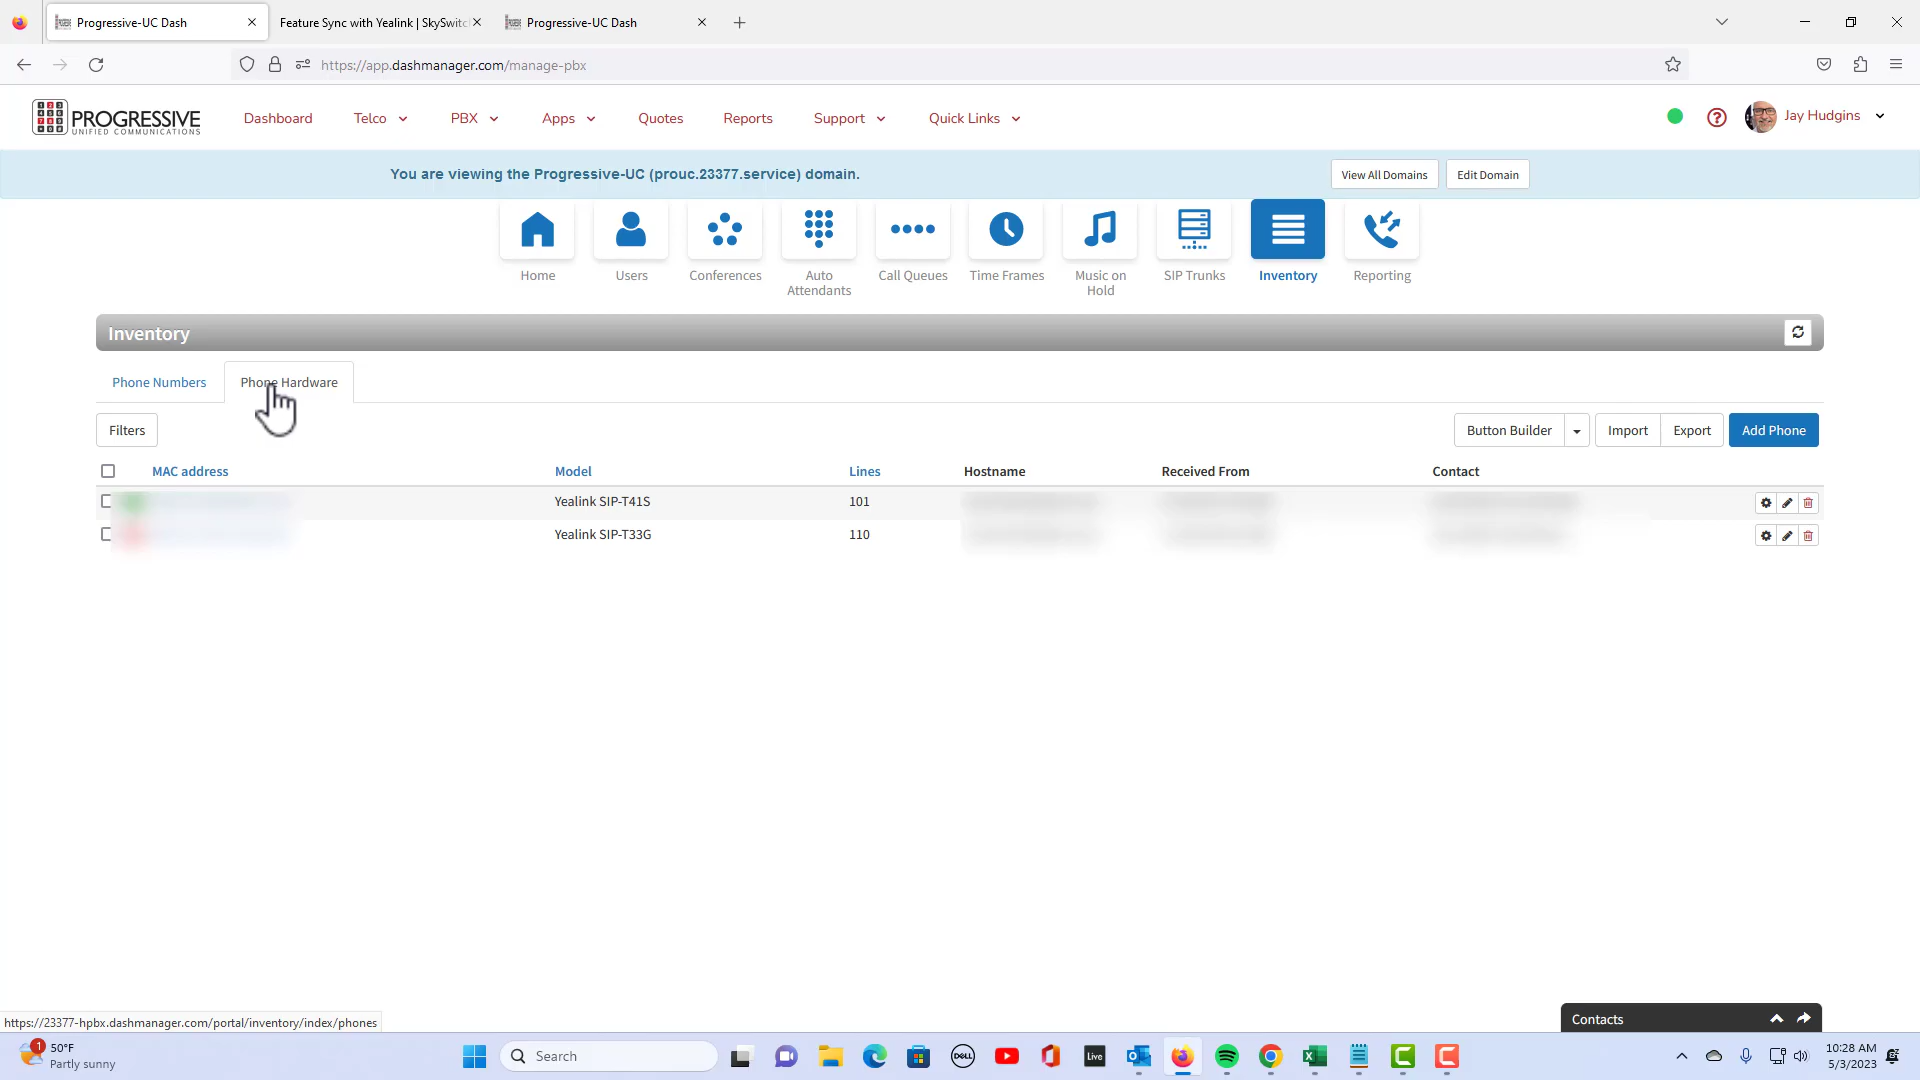 Progressive-UC Dash
Feature Sync with Yealink | SkySwitc
Progressive-UC Dash
https://app.dashmanager.com/manage-pbx
PROGRESSIVE
UNIFIED COMMUNICATIONS
Dashboard
Telco
PBX
Apps
Quotes
Reports
Support
Quick Links
Jay Hudgins
You are viewing the Progressive-UC (prouc.23377.service) domain.
View All Domains
Edit Domain
Home
Users
Conferences
Auto
Attendants
Call Queues
Time Frames
Music on
Hold
SIP Trunks
Inventory
Reporting
Inventory
Phone Numbers
Phone Hardware
Filters
Button Builder
Import
Export
Add Phone
MAC address
Model
Lines
Hostname
Received From
Contact
Yealink SIP-T41S
101
Yealink SIP-T33G
110
https://23377-hpbx.dashmanager.com/portal/inventory/index/phones
Contacts
1
50°F
Partly sunny
Search
DELL
Live
10:28 AM
5/3/2023